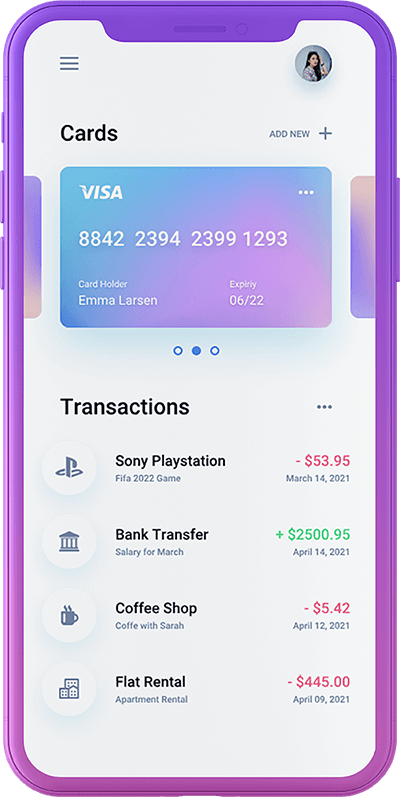 Cards
ADD NEW +
VISA
8842 2394 2399 1293
Card Holder Expiriy
Emma Larsen 06/22
Transactions
Sony Playstation - $53.95
Fifa 2022 Game March 14, 2021
Bank Transfer + $2500.95
Salary for March April 14, 2021
Coffee Shop - $5.42
Coffe with Sarah April 12, 2021
Flat Rental - $445.00
Apartment Rental April 09, 2021